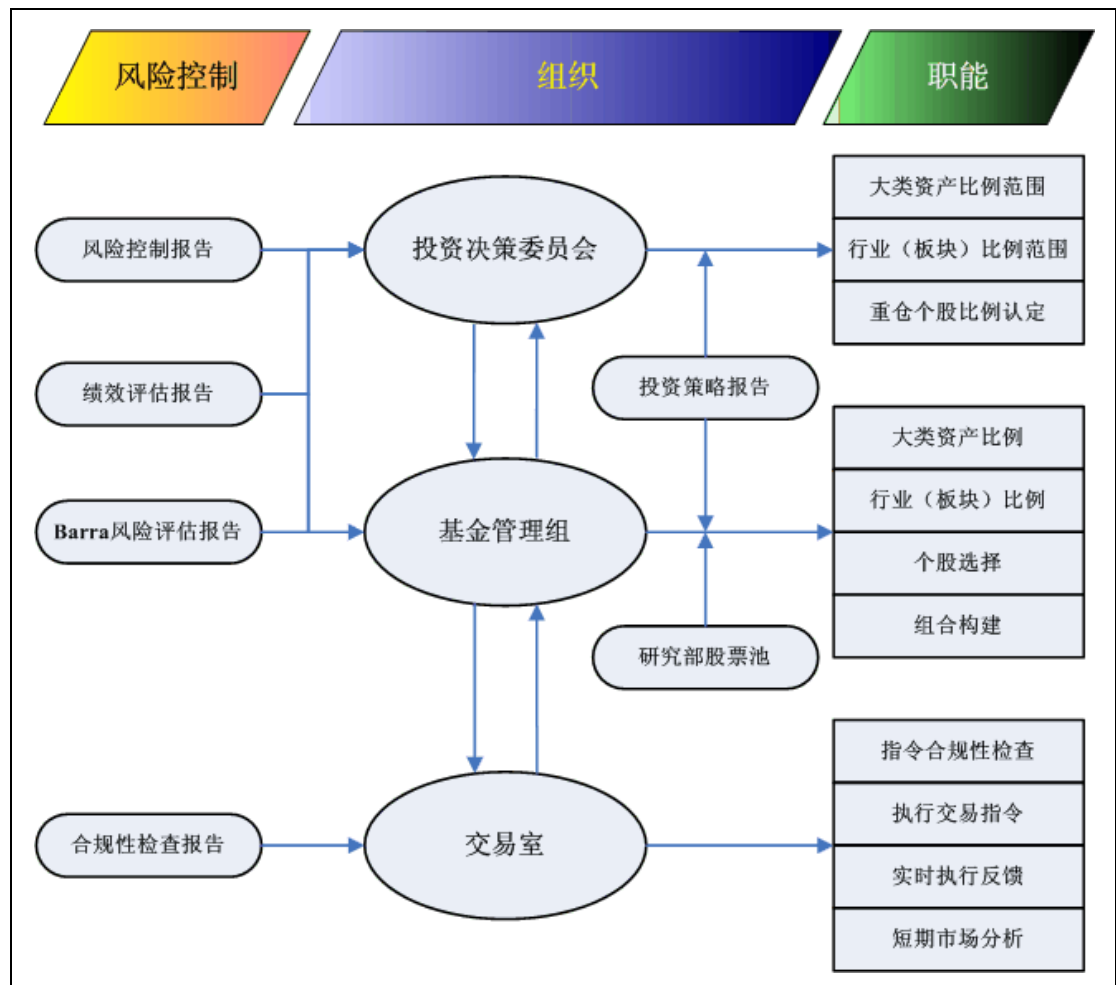 风险控制
组织
职能
风险控制报告
绩效评估报告
Barra风险评估报告
合规性检查报告
投资决策委员会
基金管理组
交易室
投资策略报告
研究部股票池
大类资产比例范围
行业（板块）比例范围
重仓个股比例认定
大类资产比例
行业（板块）比例
个股选择
组合构建
指令合规性检查
执行交易指令
实时执行反馈
短期市场分析